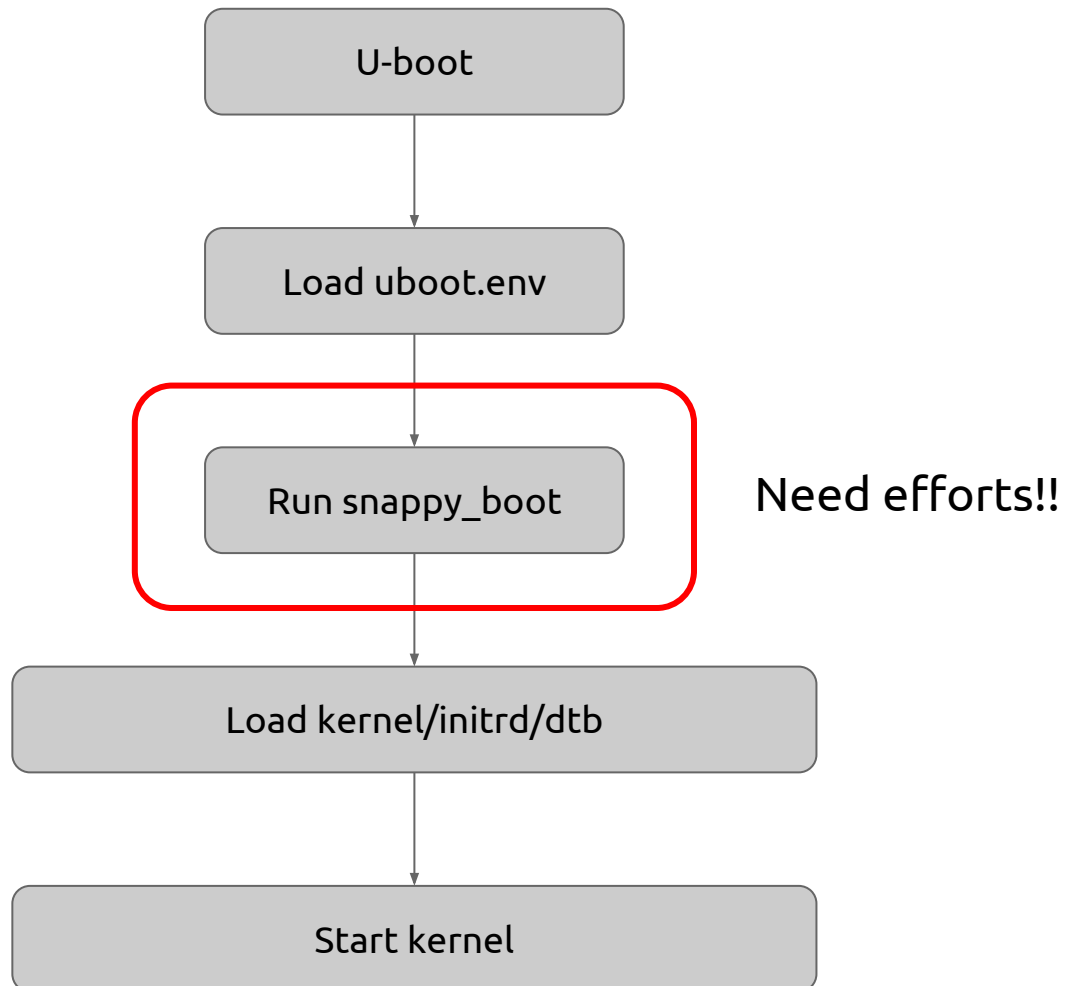 U-boot
Load uboot.env
Run snappy_boot
Need efforts!!
Load kernel/initrd/dtb
Start kernel